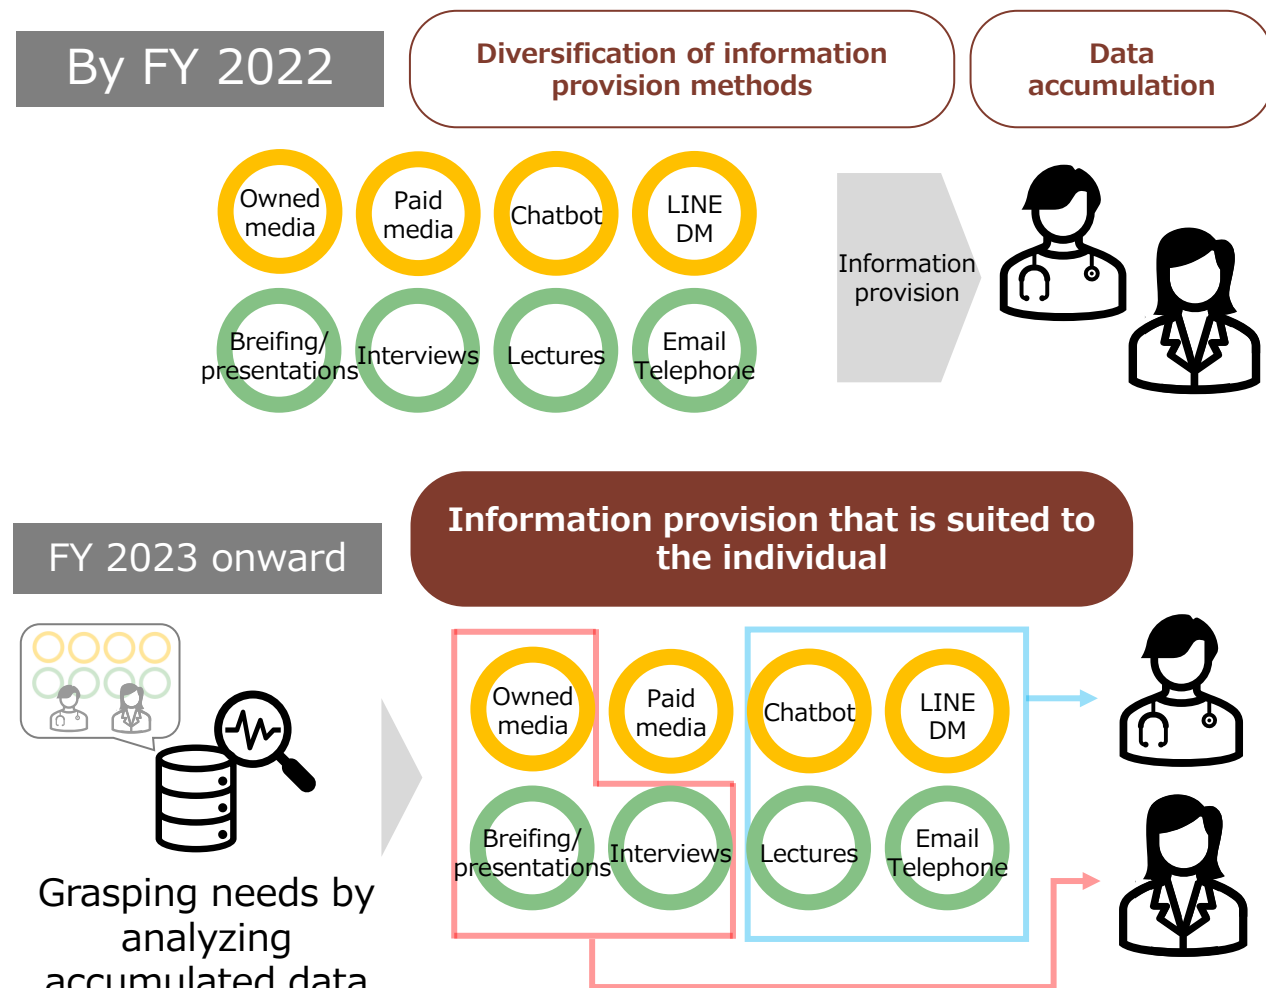 By FY 2022
Diversification of information
provision methods
Data
accumulation
Owned
media
Paid
media
Chatbot
LINE
DM
Breifing/
presentations
Interviews
Lectures
Email
Telephone
Information
provision
FY 2023 onward
Information provision that is suited to
the individual
Owned
media
Paid
media
Chatbot
LINE
DM
Breifing/
presentations
Interviews
Lectures
Email
Telephone
Grasping needs by
analyzing
accumulated data